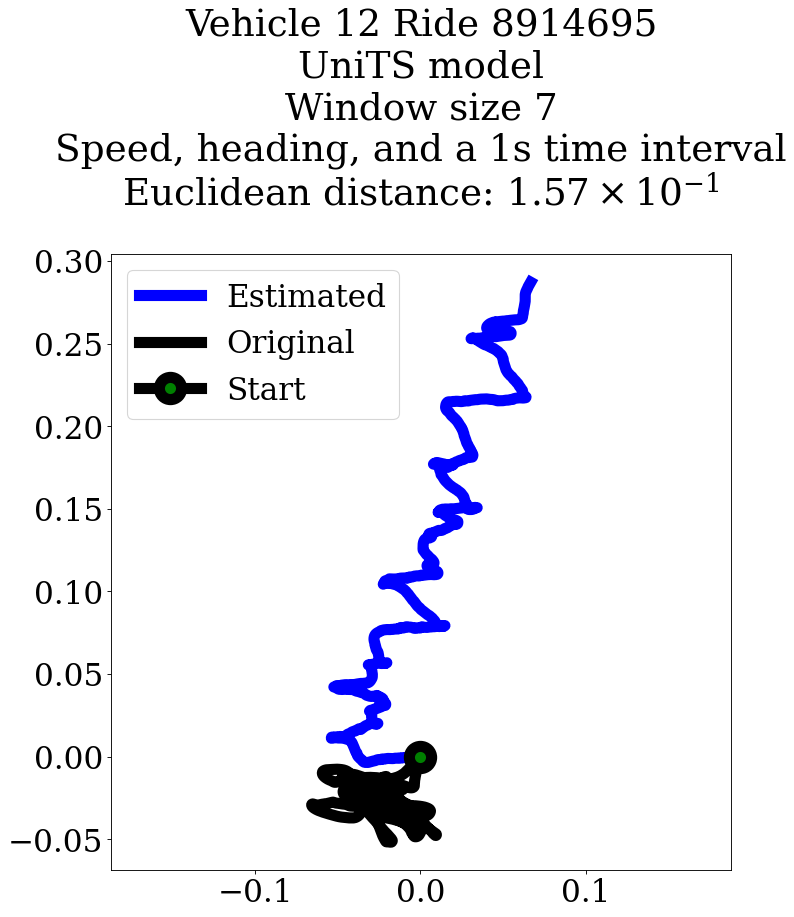 Vehicle 12 Ride 8914695
UniTS model
Window size 7
Speed, heading, and a 1s time interval
Euclidean distance: 1.57 × 10⁻¹
0.30
Estimated
0.25
Original
Start
0.20
0.15
0.10
0.05
0.00
−0.05
−0.1 0.0 0.1